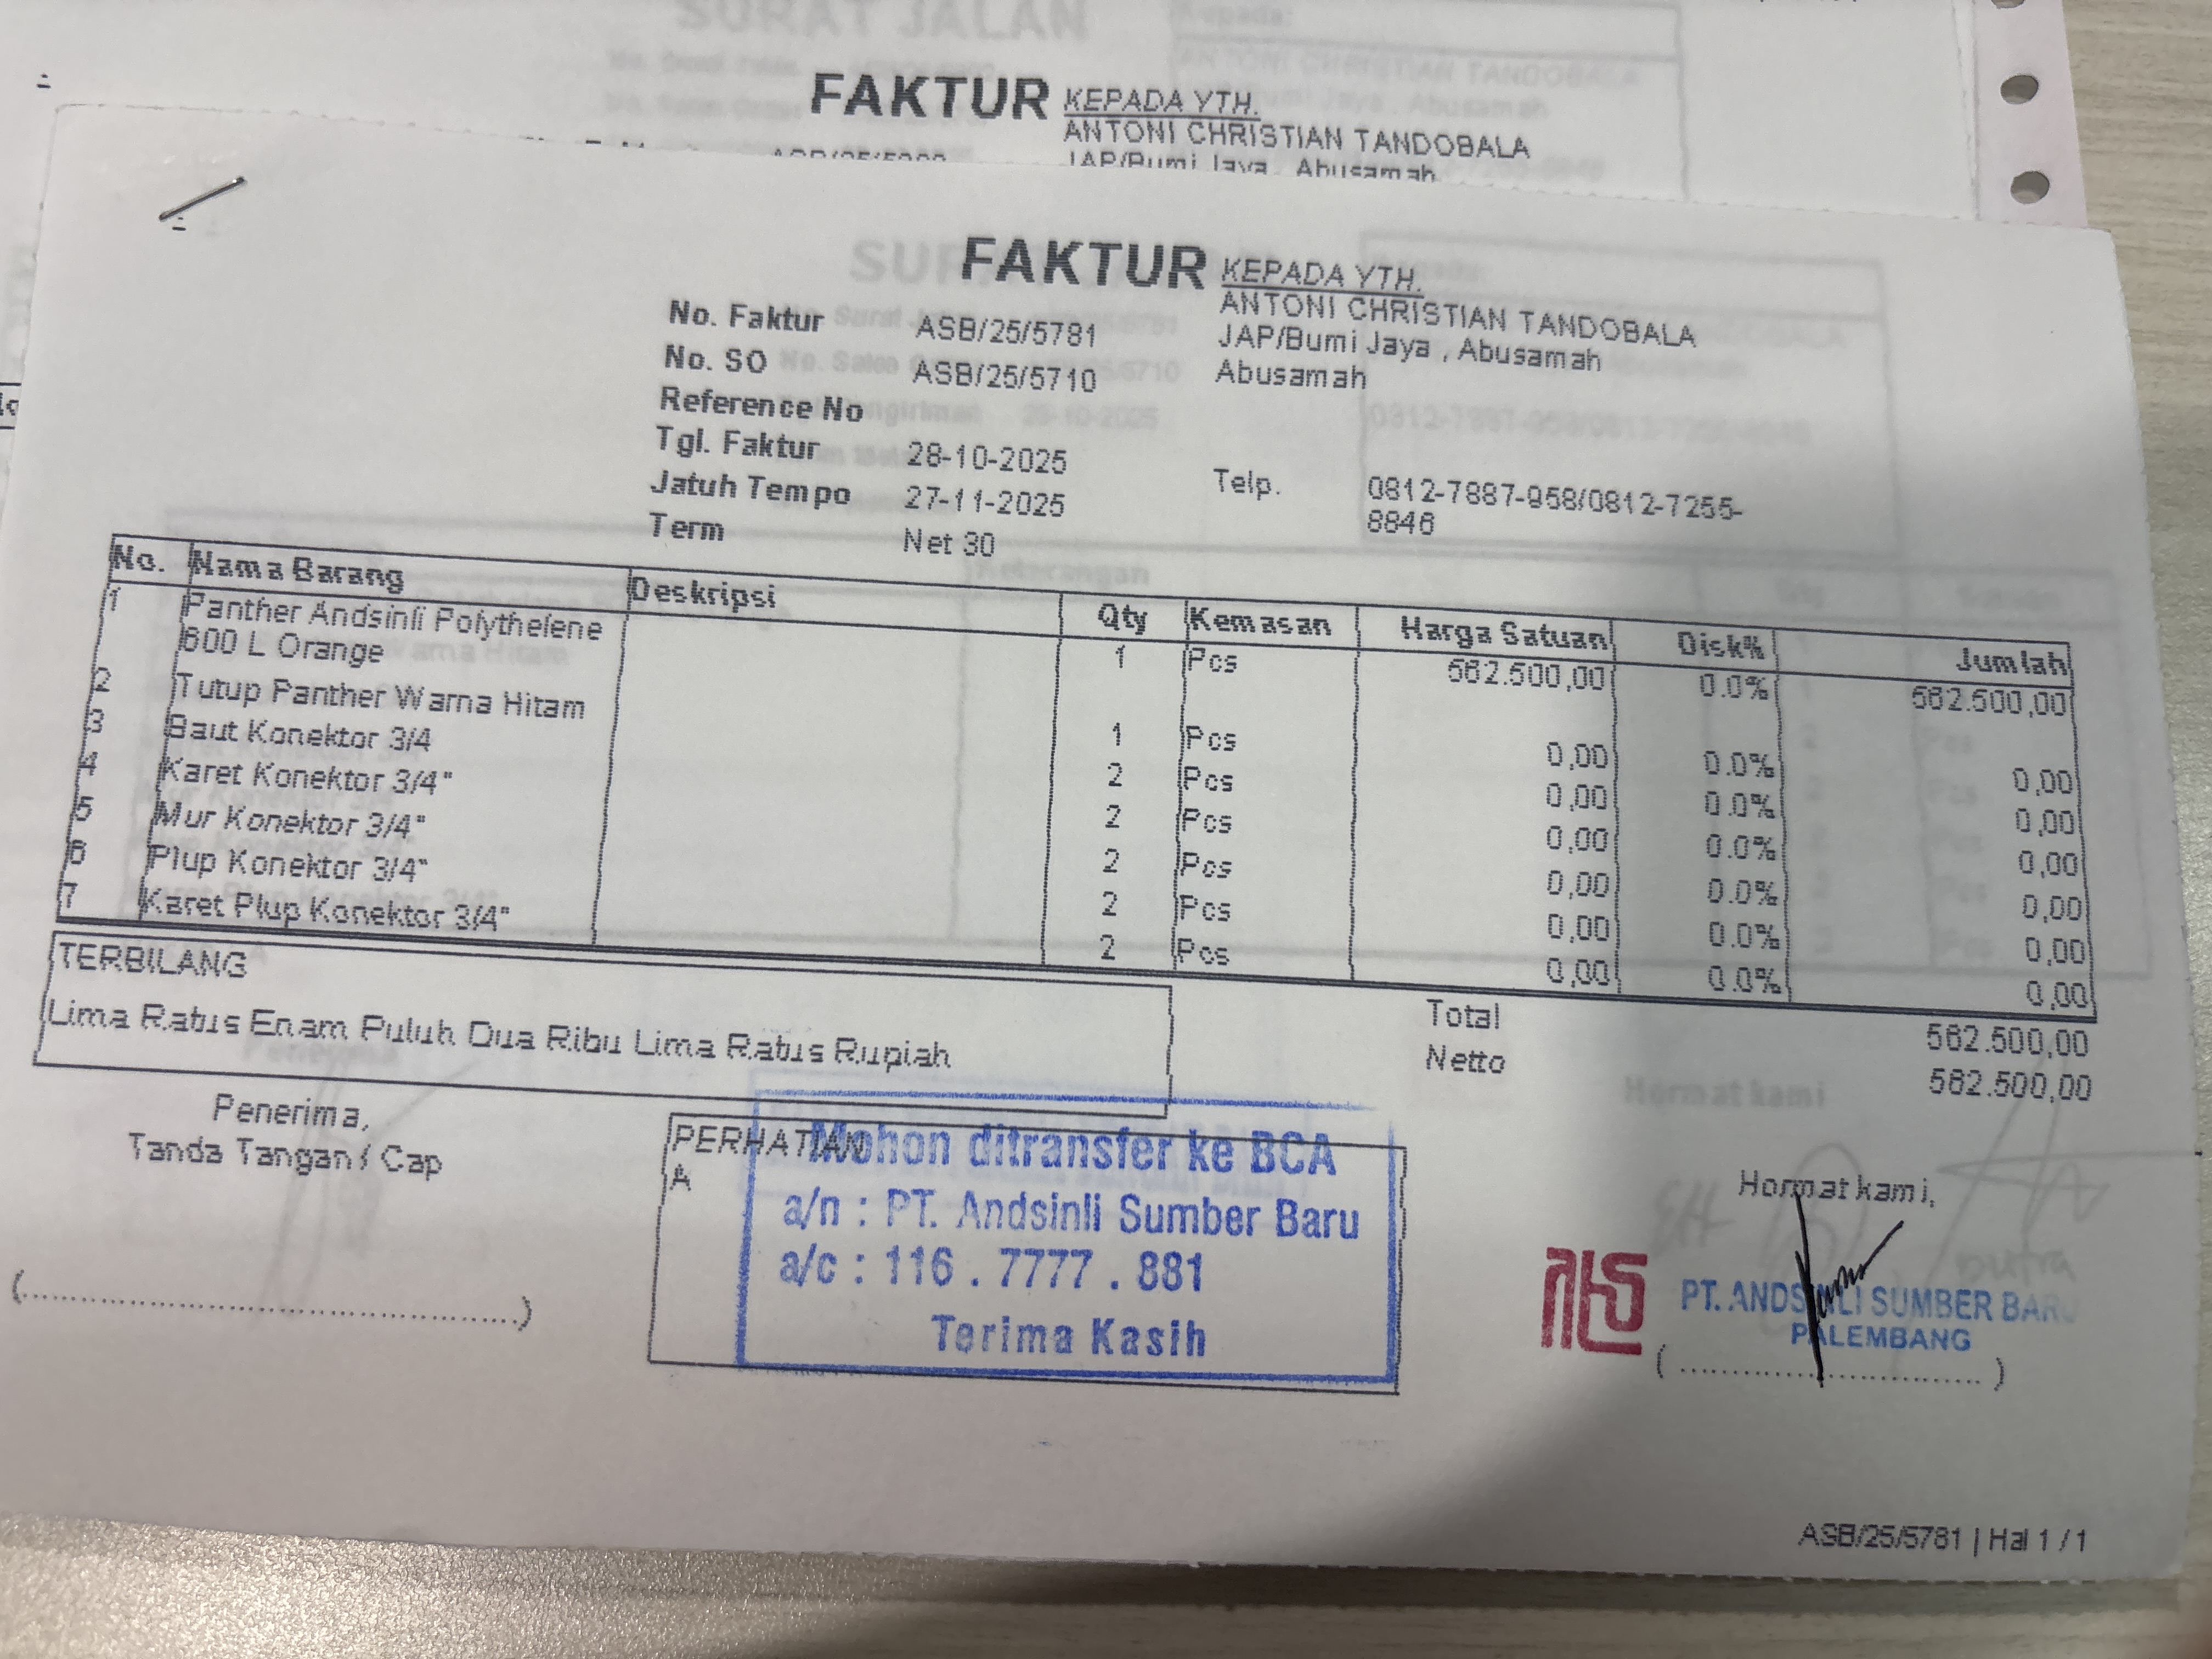 SURAT JALAN
Kepada:
FAKTUR
KEPADA YTH.
ANTONI CHRISTIAN TANDOBALA
JAP/Bumi Jaya , Abusamah
FAKTUR
KEPADA YTH.
ANTONI CHRISTIAN TANDOBALA
JAP/Bumi Jaya , Abusamah
Abusamah
No. Faktur ASB/25/5781
No. SO ASB/25/5710
Reference No
Tgl. Faktur 28-10-2025
Jatuh Tempo 27-11-2025
Term Net 30
Telp. 0812-7887-958/0812-7255-
8846
No. Nama Barang Deskripsi Qty Kemasan Harga Satuan Disk% Jumlah
1 Panther Andsinli Polythelene 1 Pcs 562.500,00 0.0% 562.500,00
600 L Orange
2 Tutup Panther Warna Hitam 1 Pcs 0,00 0.0% 0,00
3 Baut Konektor 3/4 2 Pcs 0,00 0.0% 0,00
4 Karet Konektor 3/4" 2 Pcs 0,00 0.0% 0,00
5 Mur Konektor 3/4" 2 Pcs 0,00 0.0% 0,00
6 Plup Konektor 3/4" 2 Pcs 0,00 0.0% 0,00
7 Karet Plup Konektor 3/4" 2 Pcs 0,00 0.0% 0,00
TERBILANG
Lima Ratus Enam Puluh Dua Ribu Lima Ratus Rupiah
Total 562.500,00
Netto 562.500,00
Penerima,
Tanda Tangan / Cap
(...............................................)
PERHATIAN
A
Mohon ditransfer ke BCA
a/n : PT. Andsinli Sumber Baru
a/c : 116 . 7777 . 881
Terima Kasih
Hormat kami,
PT. ANDSINLI SUMBER BARU
PALEMBANG
( ............................... )
ASB/25/5781 | Hal 1 / 1